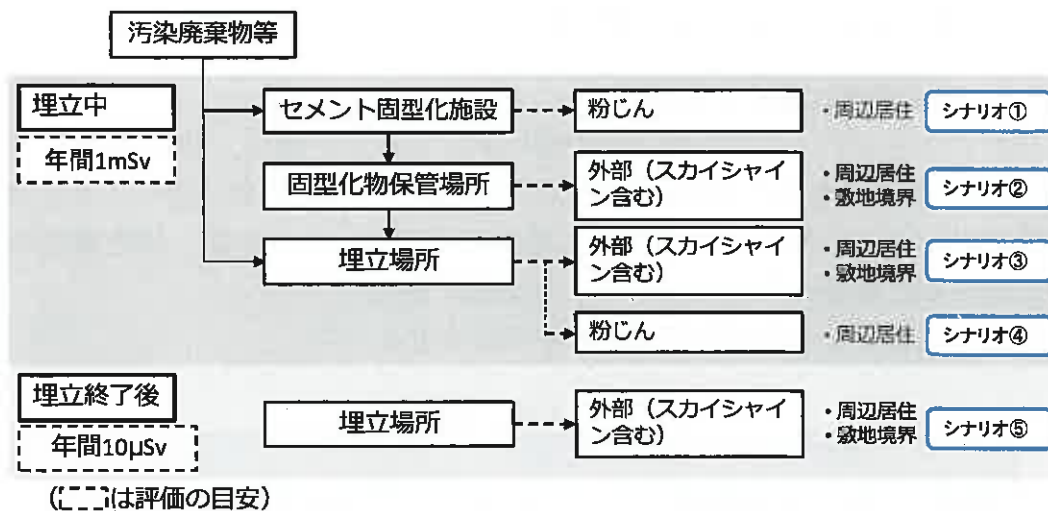 汚染廃棄物等
埋立中
年間1mSv
セメント固型化施設
粉じん
・周辺居住
シナリオ①
固型化物保管場所
外部（スカイシャイ
ン含む）
・周辺居住
・敷地境界
シナリオ②
埋立場所
外部（スカイシャイ
ン含む）
・周辺居住
・敷地境界
シナリオ③
粉じん
・周辺居住
シナリオ④
埋立終了後
年間10μSv
埋立場所
外部（スカイシャイ
ン含む）
・周辺居住
・敷地境界
シナリオ⑤
（は評価の目安）